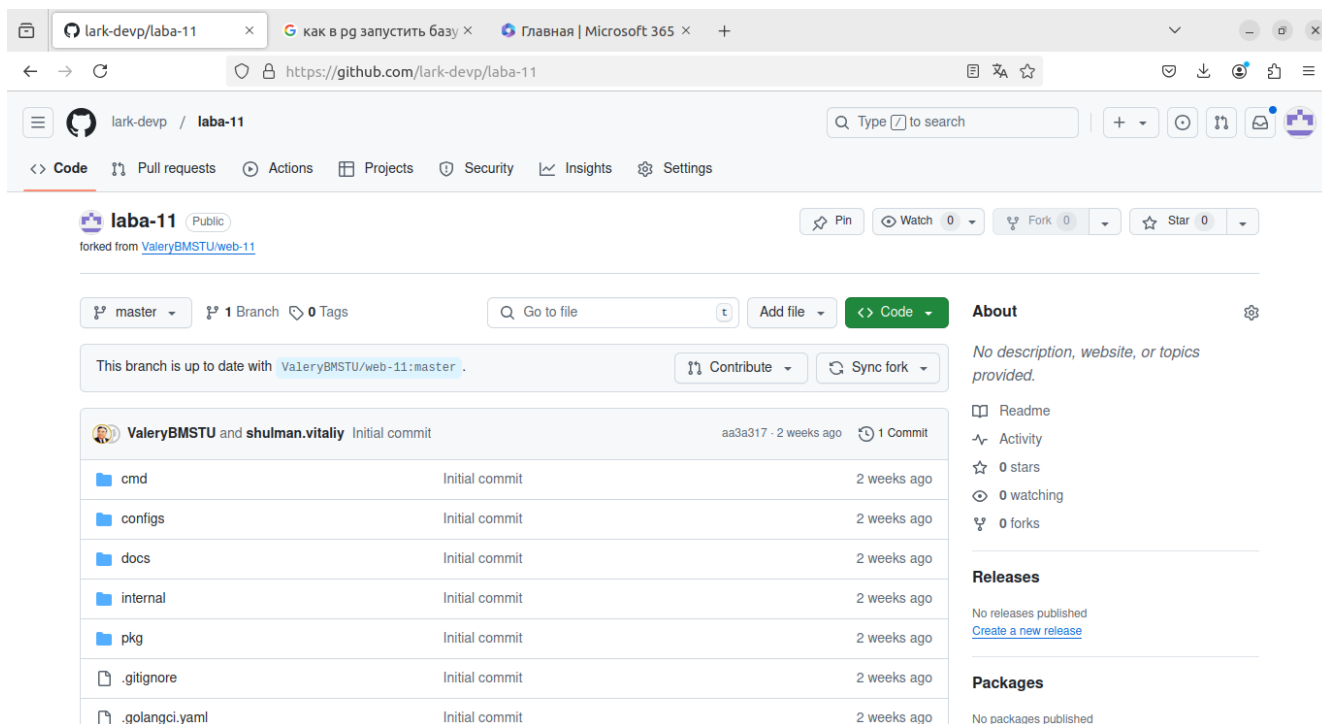 lark-devp/laba-11
как в pg запустить базу
Главная | Microsoft 365
https://github.com/lark-devp/laba-11
lark-devp / laba-11
Type / to search
Code
Pull requests
Actions
Projects
Security
Insights
Settings
laba-11 Public
Pin
Watch 0
Fork 0
Star 0
forked from ValeryBMSTU/web-11
master
1 Branch
0 Tags
Go to file t
Add file
Code
About
No description, website, or topics
provided.
This branch is up to date with ValeryBMSTU/web-11:master .
Contribute
Sync fork
Readme
Activity
0 stars
0 watching
0 forks
ValeryBMSTU and shulman.vitaliy Initial commit aa3a317 · 2 weeks ago 1 Commit
cmd Initial commit 2 weeks ago
configs Initial commit 2 weeks ago
docs Initial commit 2 weeks ago
internal Initial commit 2 weeks ago
pkg Initial commit 2 weeks ago
.gitignore Initial commit 2 weeks ago
.golangci.yaml Initial commit 2 weeks ago
Releases
No releases published
Create a new release
Packages
No packages published